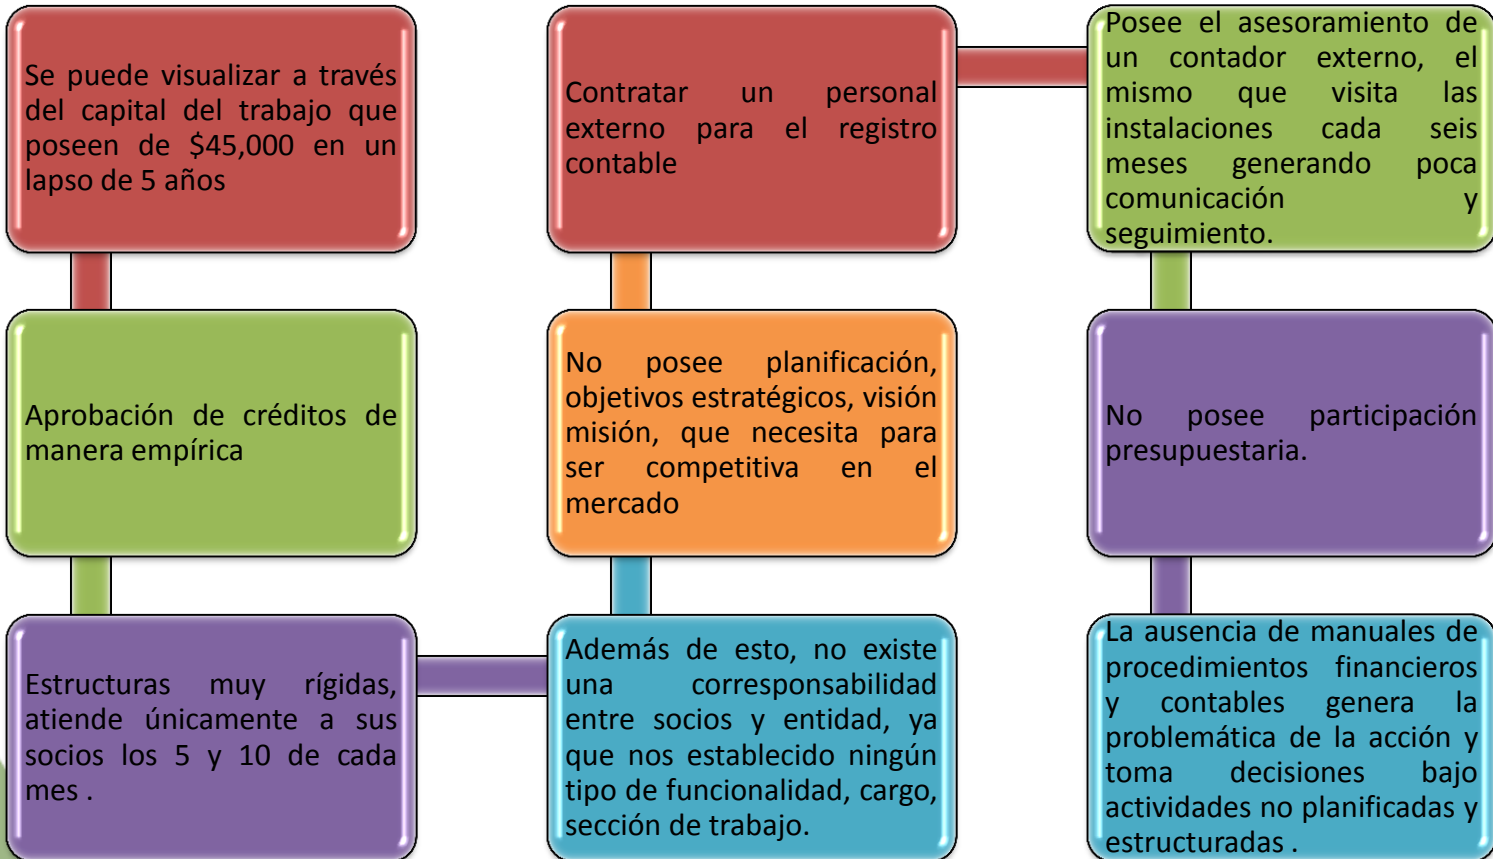 Se puede visualizar a través
del capital del trabajo que
poseen de $45,000 en un
lapso de 5 años
Aprobación de créditos de
manera empírica
Estructuras muy rígidas,
atiende únicamente a sus
socios los 5 y 10 de cada
mes .
Además de esto, no existe
una corresponsabilidad
entre socios y entidad, ya
que nos establecido ningún
tipo de funcionalidad, cargo,
sección de trabajo.
No posee planificación,
objetivos estratégicos, visión
misión, que necesita para
ser competitiva en el
mercado
Contratar un personal
externo para el registro
contable
Posee el asesoramiento de
un contador externo, el
mismo que visita las
instalaciones cada seis
meses generando poca
comunicación y
seguimiento.
No posee participación
presupuestaria.
La ausencia de manuales de
procedimientos financieros
y contables genera la
problemática de la acción y
toma decisiones bajo
actividades no planificadas y
estructuradas .